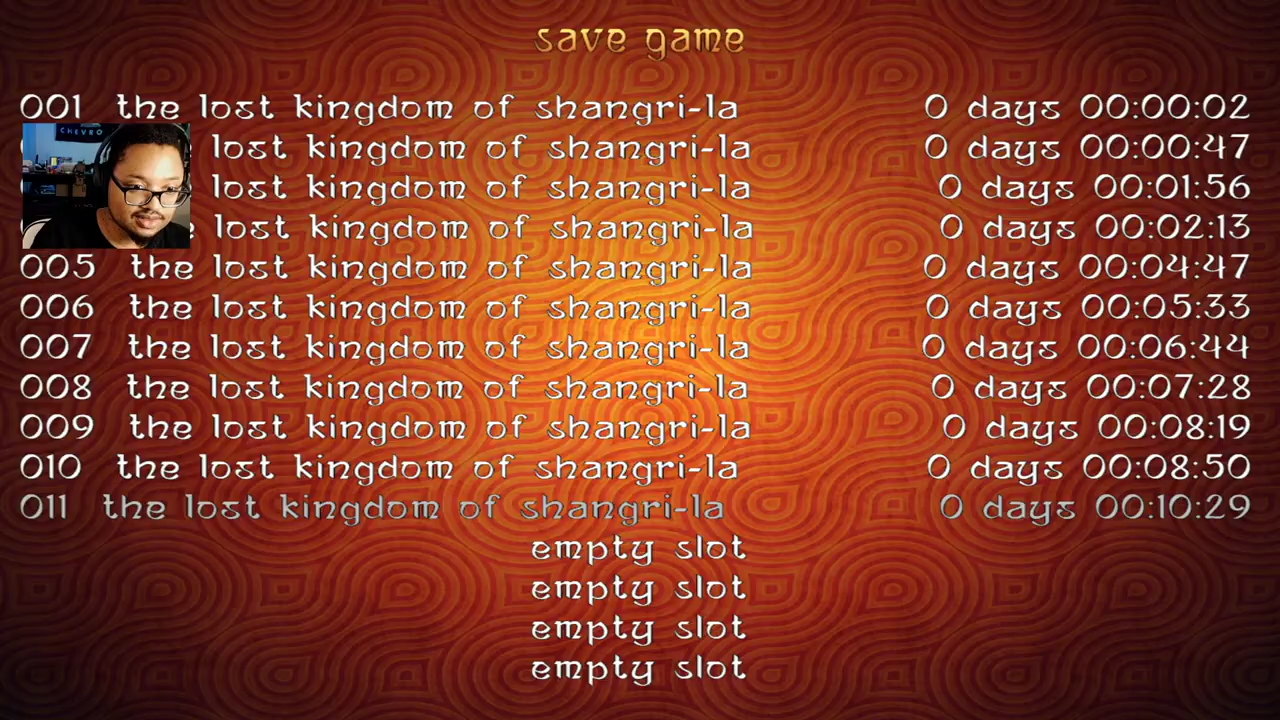 save game
001 the lost kingdom of shangri-la 0 days 00:00:02
CHEVRO
lost kingdom of shangri-la 0 days 00:00:47
lost kingdom of shangri-la 0 days 00:01:56
lost kingdom of shangri-la 0 days 00:02:13
005 the lost kingdom of shangri-la 0 days 00:04:47
006 the lost kingdom of shangri-la 0 days 00:05:33
007 the lost kingdom of shangri-la 0 days 00:06:44
008 the lost kingdom of shangri-la 0 days 00:07:28
009 the lost kingdom of shangri-la 0 days 00:08:19
010 the lost kingdom of shangri-la 0 days 00:08:50
011 the lost kingdom of shangri-la 0 days 00:10:29
empty slot
empty slot
empty slot
empty slot